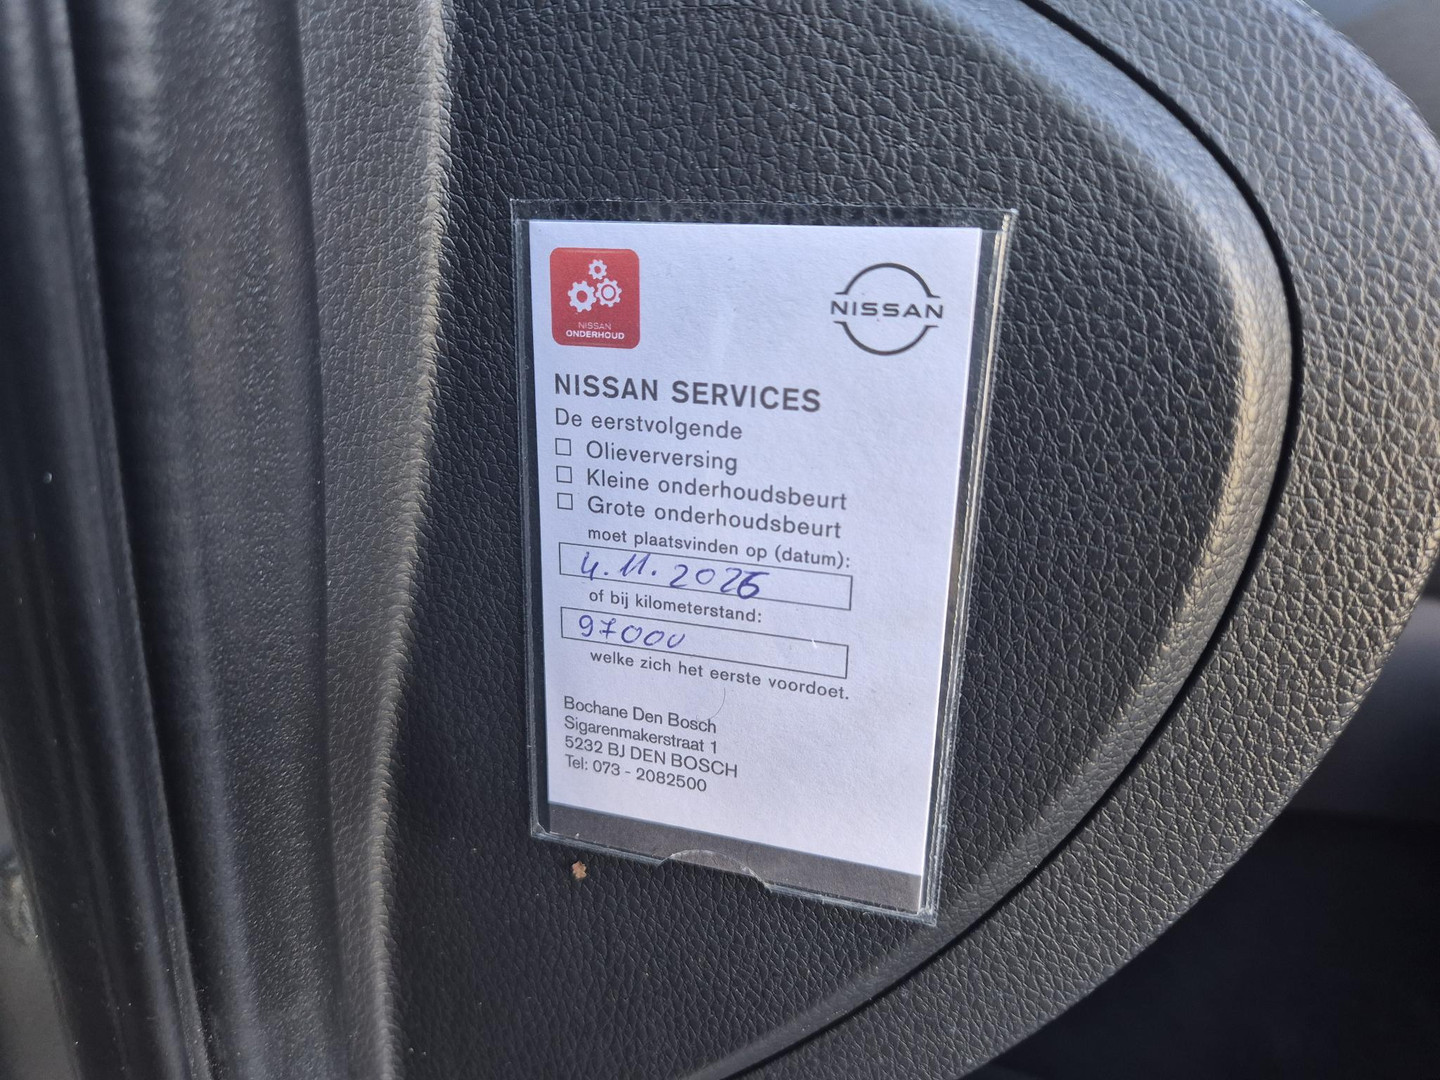 NISSAN
ONDERHOUD
NISSAN
NISSAN SERVICES
De eerstvolgende
Olieverversing
Kleine onderhoudsbeurt
Grote onderhoudsbeurt
moet plaatsvinden op (datum):
4.11.2026
of bij kilometerstand:
97000
welke zich het eerste voordoet.
Bochane Den Bosch
Sigarenmakerstraat 1
5232 BJ DEN BOSCH
Tel: 073 - 2082500